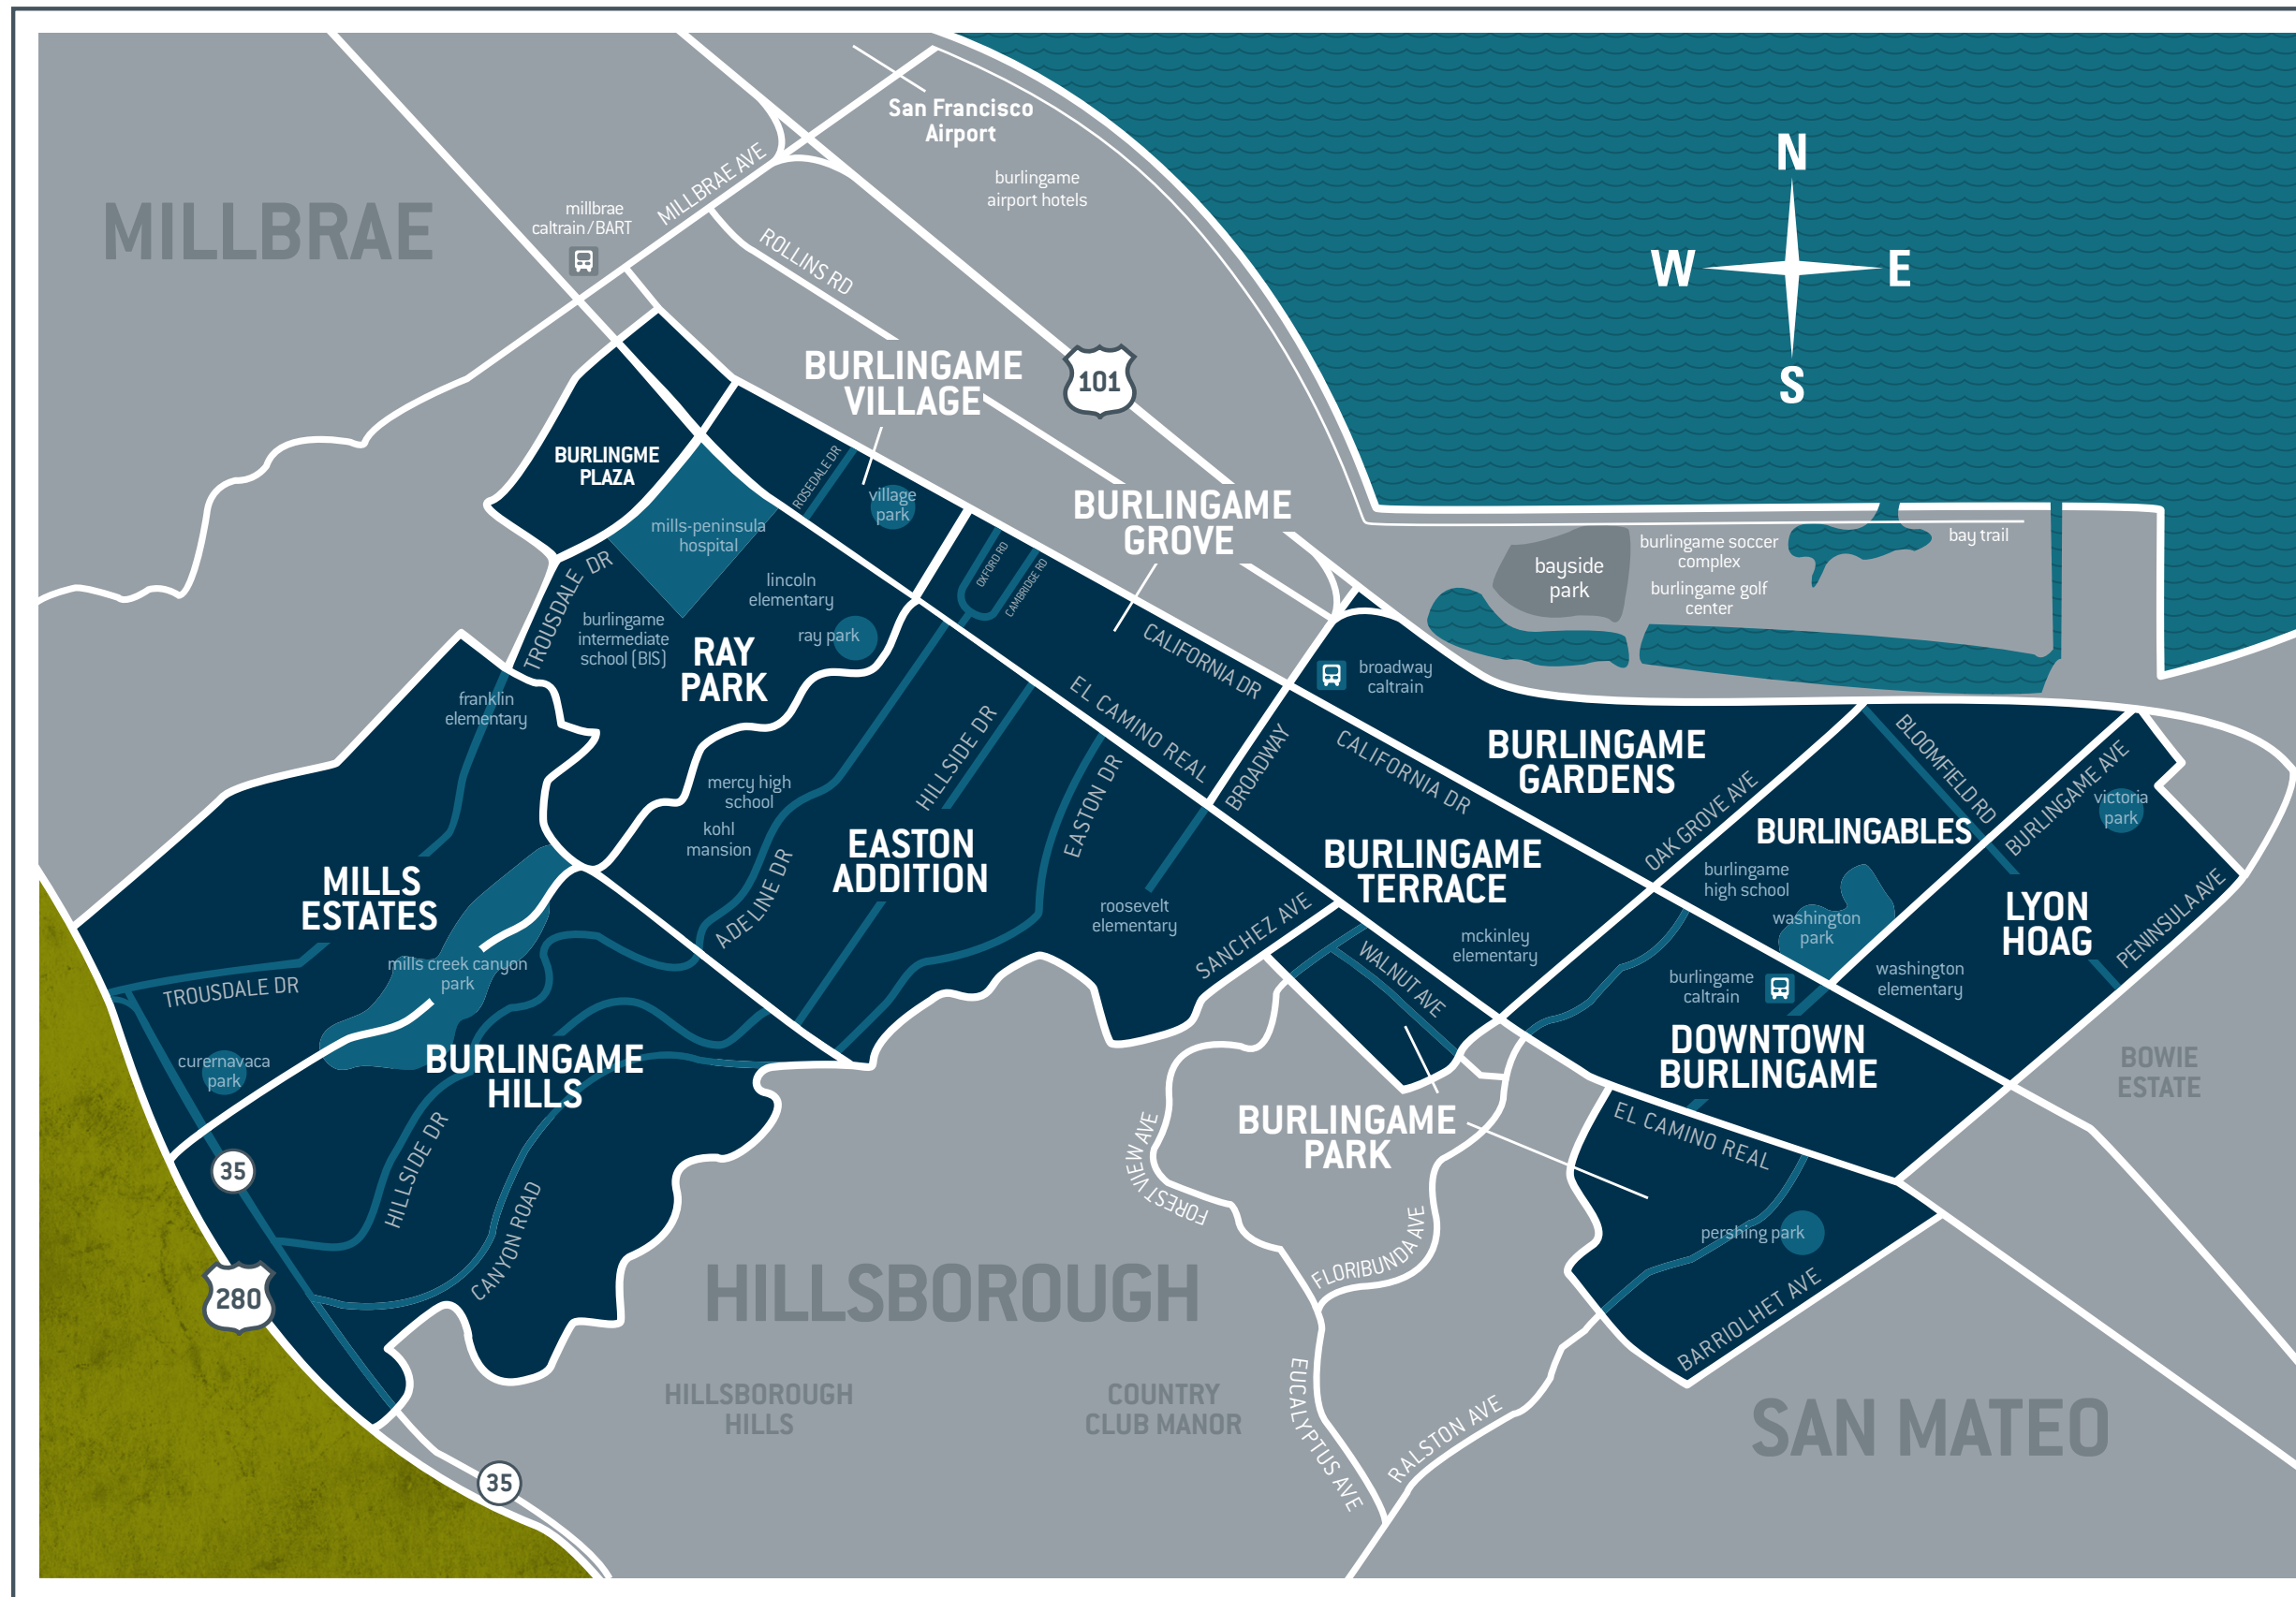 San Francisco
Airport
burlingame
airport hotels
N
W
E
S
MILLBRAE
millbrae
caltrain/BART
MILLBRAE AVE
ROLLINS RD
BURLINGAME
VILLAGE
101
BURLINGME
PLAZA
ROSEDALE DR
village
park
mills-peninsula
hospital
BURLINGAME
GROVE
OXFORD RD
CAMBRIDGE RD
bayside
park
burlingame soccer
complex
burlingame golf
center
bay trail
TROUSDALE DR
lincoln
elementary
burlingame
intermediate
school (BIS)
ray park
RAY
PARK
CALIFORNIA DR
broadway
caltrain
franklin
elementary
EL CAMINO REAL
HILLSIDE DR
EASTON DR
BROADWAY
CALIFORNIA DR
BURLINGAME
GARDENS
BLOOMFIELD RD
BURLINGAME AVE
victoria
park
mercy high
school
kohl
mansion
OAK GROVE AVE
BURLINGABLES
EASTON
ADDITION
BURLINGAME
TERRACE
burlingame
high school
washington
park
LYON
HOAG
PENINSULA AVE
MILLS
ESTATES
ADELINE DR
roosevelt
elementary
SANCHEZ AVE
WALNUT AVE
mckinley
elementary
burlingame
caltrain
washington
elementary
mills creek canyon
park
TROUSDALE DR
curernavaca
park
BURLINGAME
HILLS
DOWNTOWN
BURLINGAME
BOWIE
ESTATE
BURLINGAME
PARK
EL CAMINO REAL
HILLSIDE DR
35
CANYON ROAD
FOREST VIEW AVE
FLORIBUNDA AVE
pershing park
280
HILLSBOROUGH
BARRIOLHET AVE
HILLSBOROUGH
HILLS
COUNTRY
CLUB MANOR
EUCALYPTUS AVE
RALSTON AVE
SAN MATEO
35